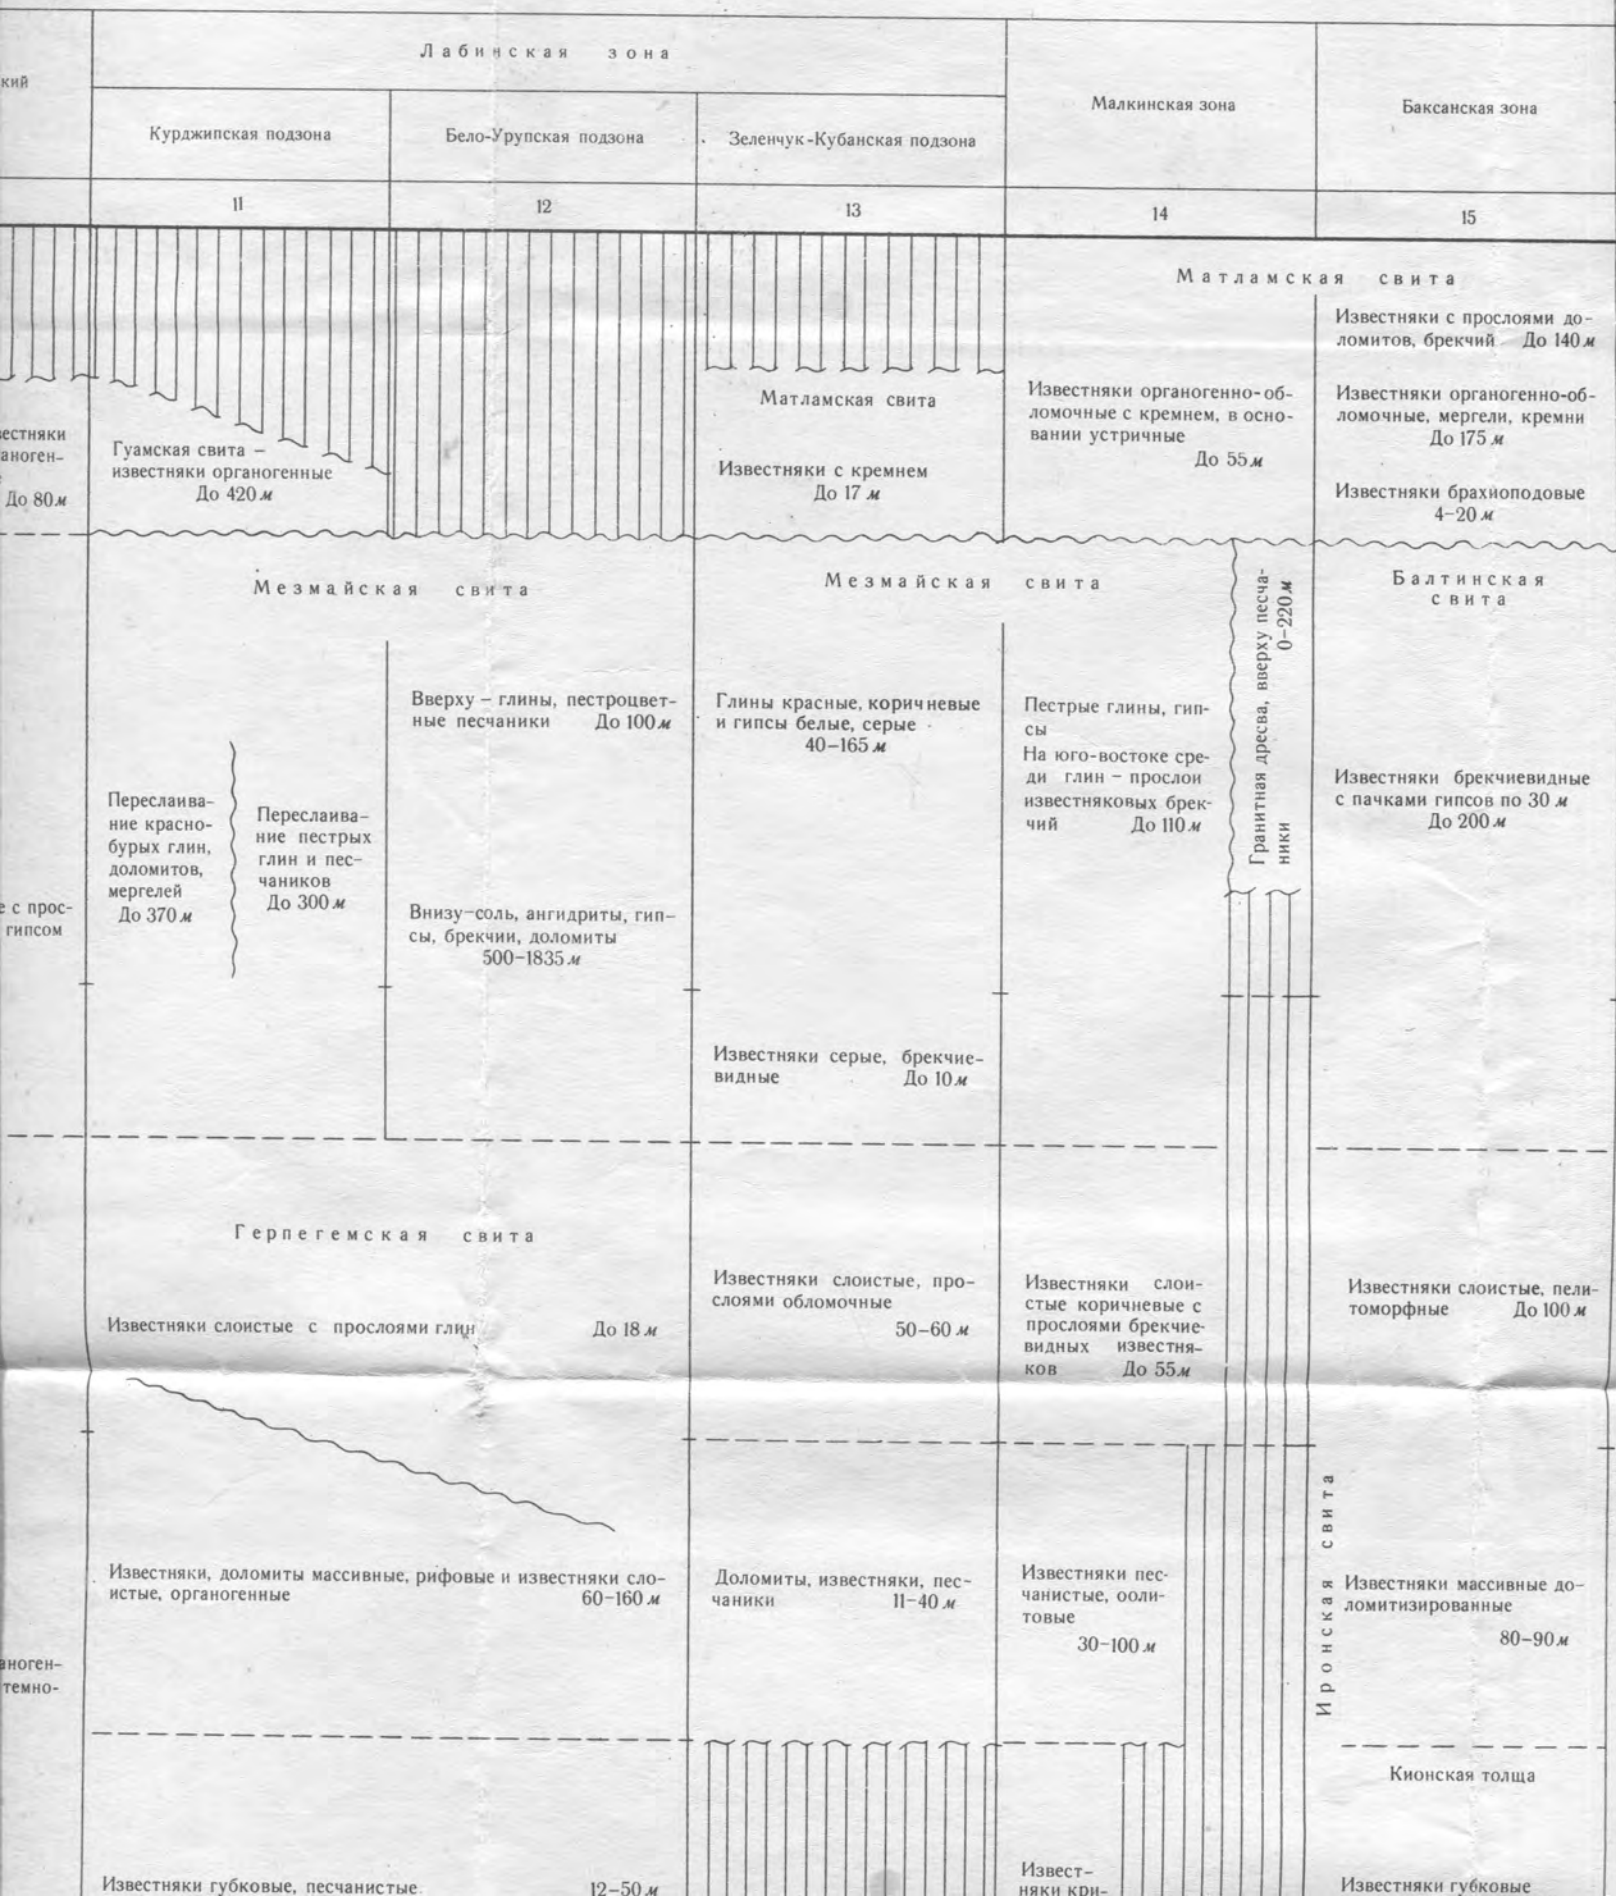 Лабинская зона
кий
Малкинская зона
Баксанская зона
Курджипская подзона
Бело-Урупская подзона
Зеленчук-Кубанская подзона
11
12
13
14
15
Матламская свита
Известняки с прослоями до-
ломитов, брекчий До 140 м
Известняки органогенно-об-
ломочные, мергели, кремни
До 175 м
Известняки брахиоподовые
4-20 м
Известняки органогенно-об-
ломочные с кремнем, в осно-
вании устричные
До 55 м
Матламская свита
Известняки с кремнем
До 17 м
Гуамская свита –
известняки органогенные
До 420 м
вестняки
аноген-
До 80 м
Мезмайская свита
Мезмайская свита
Балтинская
свита
Гранитная дресва, вверху песча-
ники 0-220 м
Вверху – глины, пестроцвет-
ные песчаники До 100 м
Глины красные, коричневые
и гипсы белые, серые
40-165 м
Пестрые глины, гип-
сы
На юго-востоке сре-
ди глин – прослои
известняковых брек-
чий До 110 м
Известняки брекчиевидные
с пачками гипсов по 30 м
До 200 м
Переслаива-
ние красно-
бурых глин,
доломитов,
мергелей
До 370 м
Переслаива-
ние пестрых
глин и пес-
чаников
До 300 м
Внизу-соль, ангидриты, гип-
сы, брекчии, доломиты
500-1835 м
е с прос-
гипсом
Известняки серые, брекчие-
видные До 10 м
Герпегемская свита
Известняки слоистые с прослоями глин До 18 м
Известняки слоистые, про-
слоями обломочные
50-60 м
Известняки слои-
стые коричневые с
прослоями брекчие-
видных известня-
ков До 55 м
Известняки слоистые, пели-
томорфные До 100 м
Известняки, доломиты массивные, рифовые и известняки сло-
истые, органогенные 60-160 м
Доломиты, известняки, пес-
чаники 11-40 м
Известняки пес-
чанистые, ооли-
товые
30-100 м
Иронская свита
Известняки массивные до-
ломитизированные
80-90 м
аноген-
темно-
Кионская толща
Известняки губковые, песчанистые 12-50 м
Извест-
няки кри-
Известняки губковые